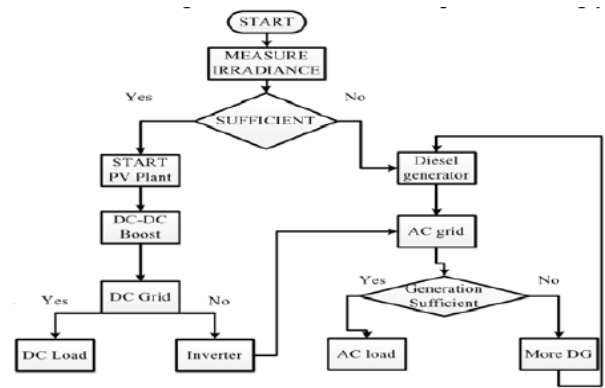 START
MEASURE
IRRADIANCE
Yes
No
SUFFICIENT
START
PV Plant
Diesel
generator
DC-DC
Boost
AC grid
DC Grid
Yes
No
Yes
Generation
Sufficient
No
DC Load
Inverter
AC load
More DG